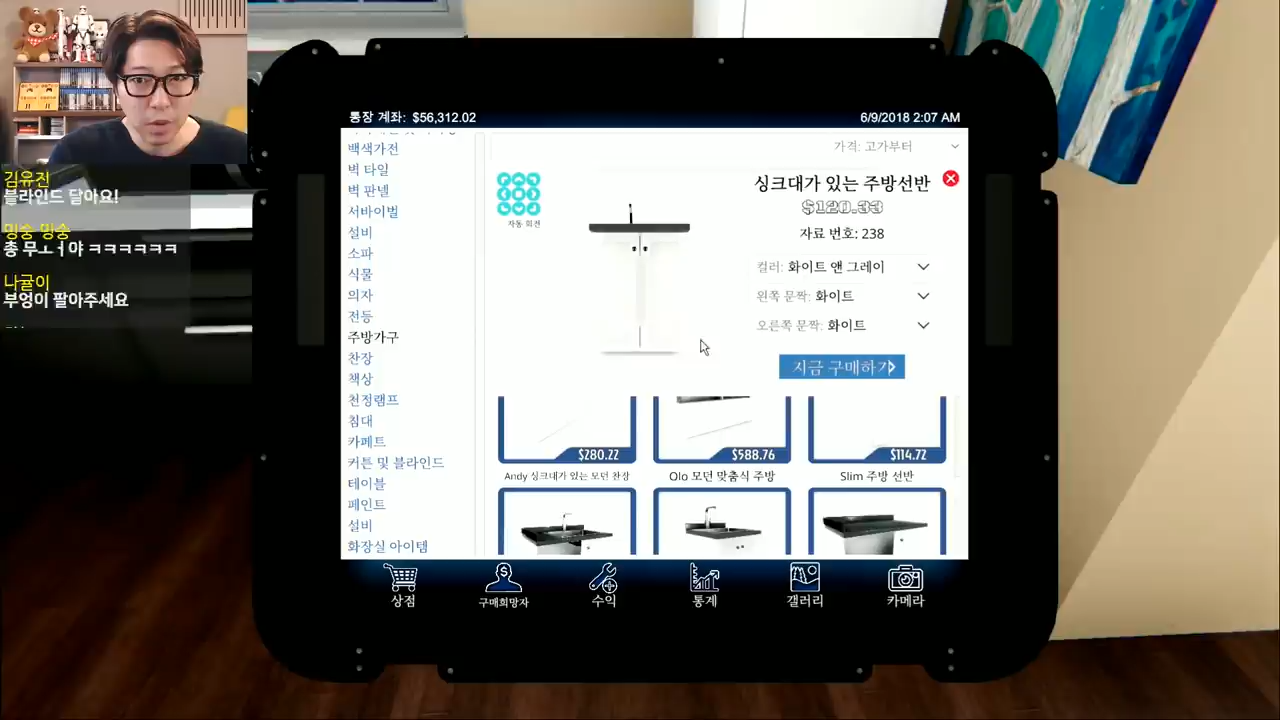 통장 계좌: $56,312.02
6/9/2018 2:07 AM
백색가전
벽 타일
벽 판넬
서바이벌
설비
소파
식물
의자
전등
주방가구
찬장
책상
천정램프
침대
카페트
커튼 및 블라인드
테이블
페인트
설비
화장실 아이템
가격: 고가부터
자동 회전
싱크대가 있는 주방선반
$120.33
자료 번호: 238
컬러: 화이트 앤 그레이
왼쪽 문짝: 화이트
오른쪽 문짝: 화이트
지금 구매하기
$280.22
$588.76
$114.72
Andy 싱크대가 있는 모던 찬장
Olo 모던 맞춤식 주방
Slim 주방 선반
상점
구매희망자
수익
통계
갤러리
카메라
김유진
블라인드 달아요!
밍숭 밍숭
총 무ㅗㅓ야 ㅋㅋㅋㅋㅋㅋ
나귤이
부엉이 팔아주세요